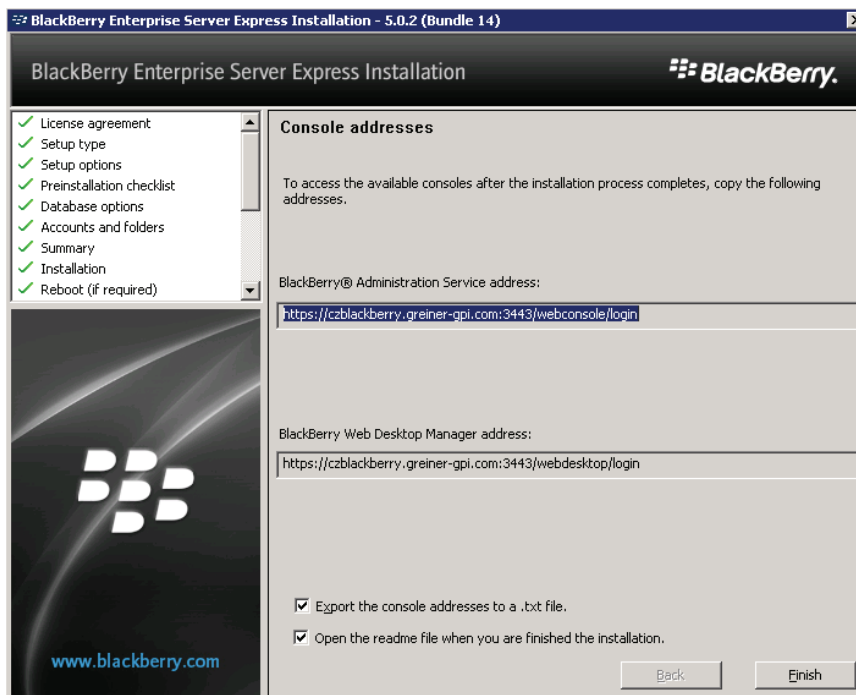 BlackBerry Enterprise Server Express Installation - 5.0.2 (Bundle 14)
BlackBerry Enterprise Server Express Installation
BlackBerry.
License agreement
Setup type
Setup options
Preinstallation checklist
Database options
Accounts and folders
Summary
Installation
Reboot (if required)
Console addresses
To access the available consoles after the installation process completes, copy the following
addresses.
BlackBerry® Administration Service address:
https://czblackberry.greiner-gpi.com:3443/webconsole/login
BlackBerry Web Desktop Manager address:
https://czblackberry.greiner-gpi.com:3443/webdesktop/login
Export the console addresses to a .txt file.
Open the readme file when you are finished the installation.
www.blackberry.com
Back
Finish